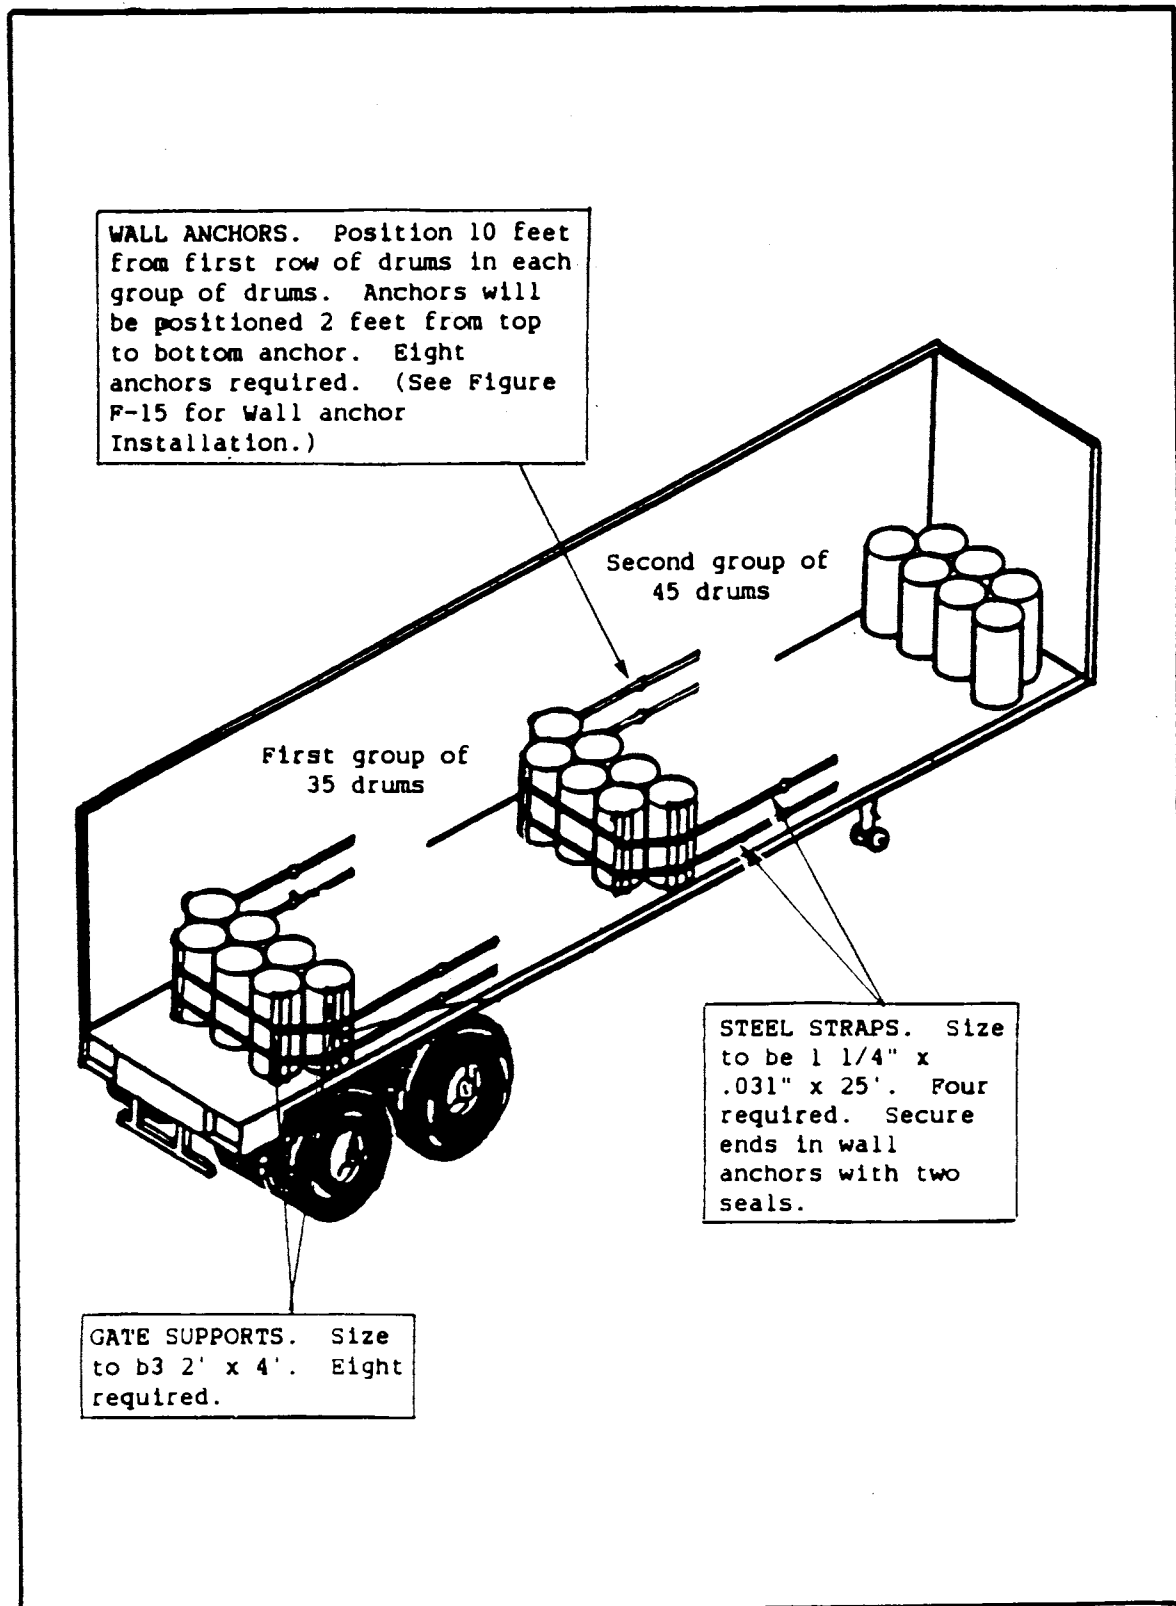 WALL ANCHORS. Position 10 feet
from first row of drums in each
group of drums. Anchors will
be positioned 2 feet from top
to bottom anchor. Eight
anchors required. (See Figure
F-15 for Wall anchor
Installation.)
Second group of
45 drums
First group of
35 drums
STEEL STRAPS. Size
to be 1 1/4" x
.031" x 25'. Four
required. Secure
ends in wall
anchors with two
seals.
GATE SUPPORTS. Size
to b3 2' x 4'. Eight
required.